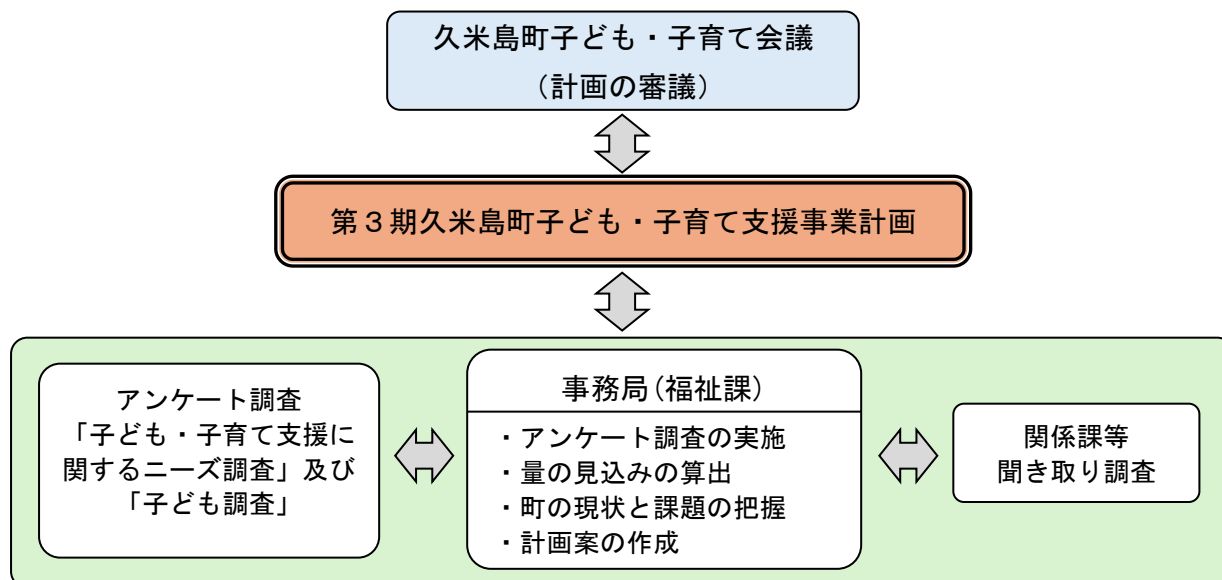 久米島町子ども・子育て会議
（計画の審議）
第３期久米島町子ども・子育て支援事業計画
アンケート調査
「子ども・子育て支援に
関するニーズ調査」及び
「子ども調査」
事務局（福祉課）
・アンケート調査の実施
・量の見込みの算出
・町の現状と課題の把握
・計画案の作成
関係課等
聞き取り調査